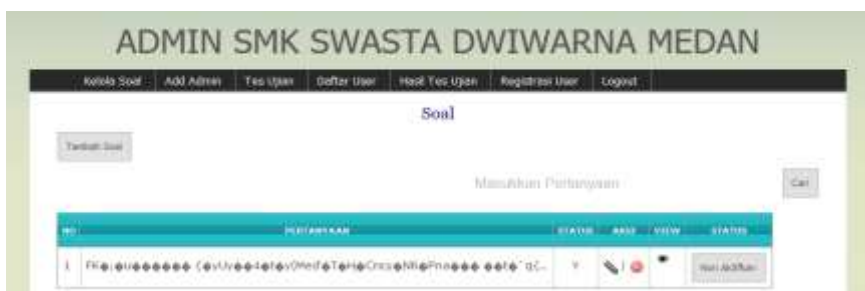 ADMIN SMK SWASTA DWIWARNA MEDAN
Kelola Soal Add Admin Tes Ujian Daftar User Hasil Tes Ujian Registrasi User Logout
Soal
Tambah Soal
Masukkan Pertanyaan Cari
NO PERTANYAAN STATUS AKSI VIEW STATUS
1 Y Non Aktifkan